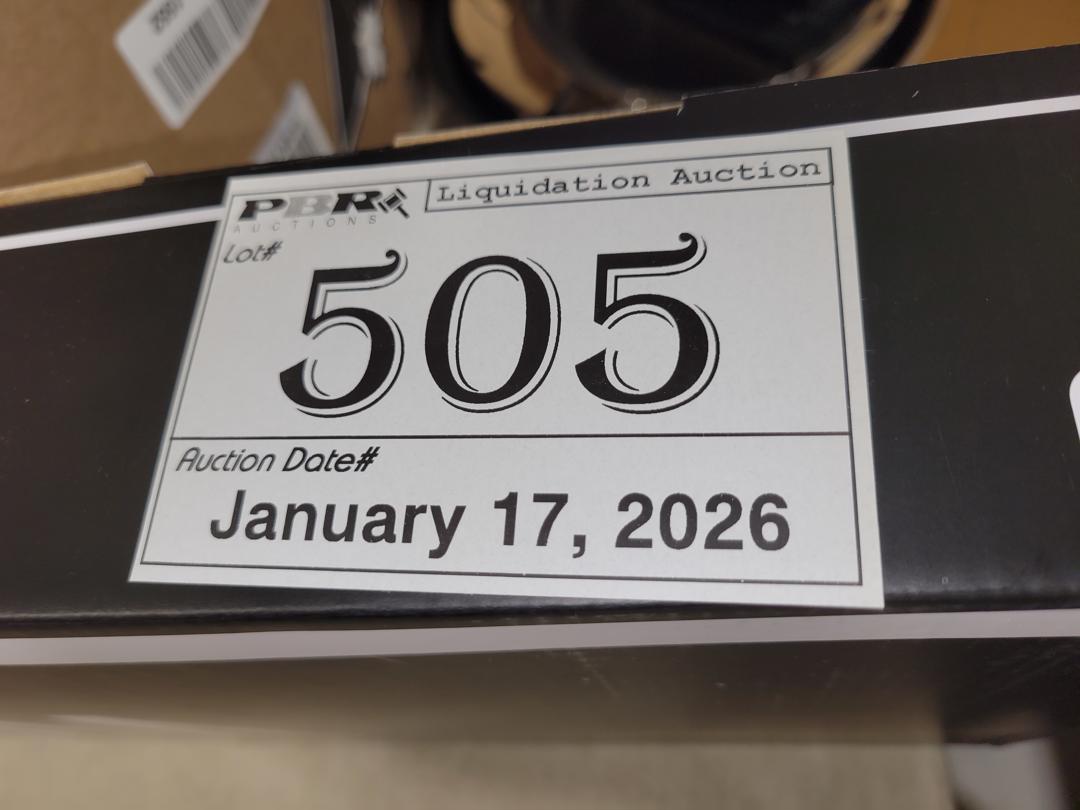 PBR
AUCTIONS
Liquidation Auction
Lot#
505
Auction Date#
January 17, 2026